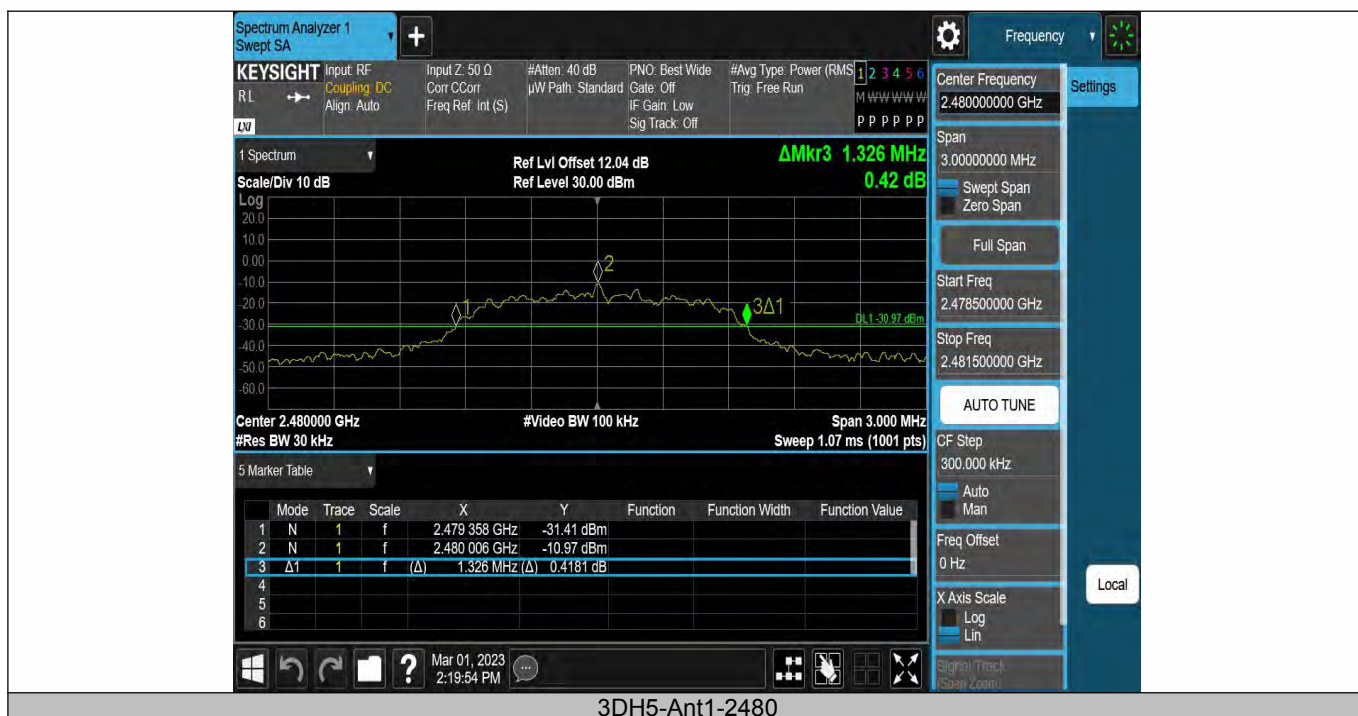 Spectrum Analyzer 1
Swept SA
Frequency
KEYSIGHT
RL
LXI
Input: RF
Coupling: DC
Align: Auto
Input Z: 50 Ω
Corr CCorr
Freq Ref: Int (S)
#Atten: 40 dB
µW Path: Standard
PNO: Best Wide
Gate: Off
IF Gain: Low
Sig Track: Off
#Avg Type: Power (RMS
Trig: Free Run
1 2 3 4 5 6
M W W W W W
P P P P P P
1 Spectrum
Scale/Div 10 dB
Ref Lvl Offset 12.04 dB
Ref Level 30.00 dBm
ΔMkr3 1.326 MHz
0.42 dB
Log
20.0
10.0
0.00
-10.0
-20.0
-30.0
-40.0
-50.0
-60.0
1
2
3Δ1
DL1 -30.97 dBm
Center 2.480000 GHz
#Video BW 100 kHz
Span 3.000 MHz
#Res BW 30 kHz
Sweep 1.07 ms (1001 pts)
5 Marker Table
Mode Trace Scale X Y Function Function Width Function Value
1 N 1 f 2.479 358 GHz -31.41 dBm
2 N 1 f 2.480 006 GHz -10.97 dBm
3 Δ1 1 f (Δ) 1.326 MHz (Δ) 0.4181 dB
4
5
6
?
Mar 01, 2023
2:19:54 PM
Center Frequency
2.480000000 GHz
Settings
Span
3.00000000 MHz
Swept Span
Zero Span
Full Span
Start Freq
2.478500000 GHz
Stop Freq
2.481500000 GHz
AUTO TUNE
CF Step
300.000 kHz
Auto
Man
Freq Offset
0 Hz
X Axis Scale
Log
Lin
Local
Signal Track
(Span Zoom)
3DH5-Ant1-2480